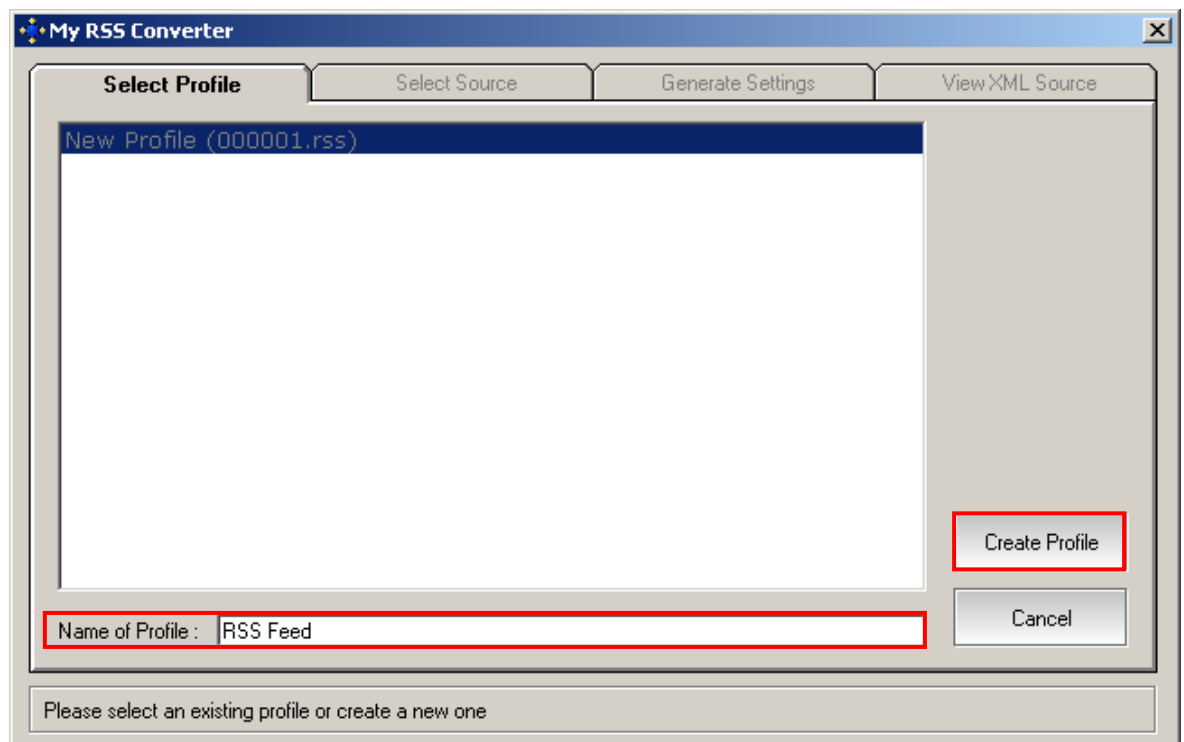 My RSS Converter
Select Profile Select Source Generate Settings View XML Source
New Profile (000001.rss)
Create Profile
Cancel
Name of Profile : RSS Feed
Please select an existing profile or create a new one